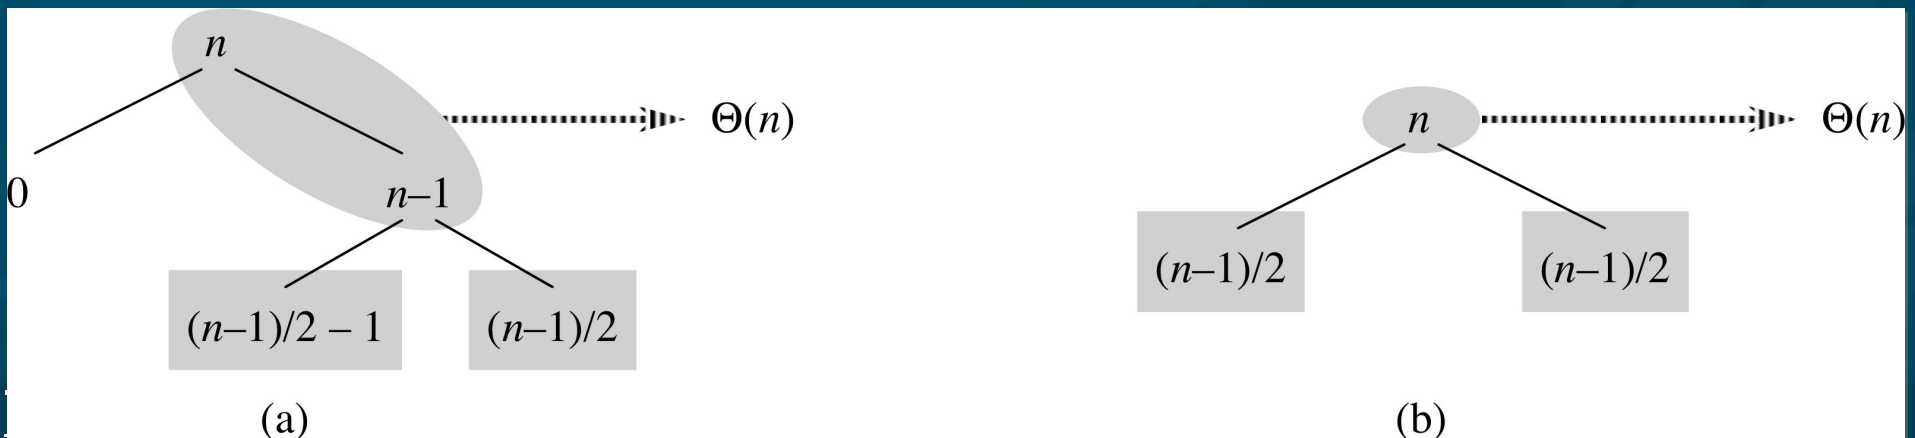 n
Θ(n)
0
n–1
(n–1)/2 – 1
(n–1)/2
(a)
n
Θ(n)
(n–1)/2
(n–1)/2
(b)